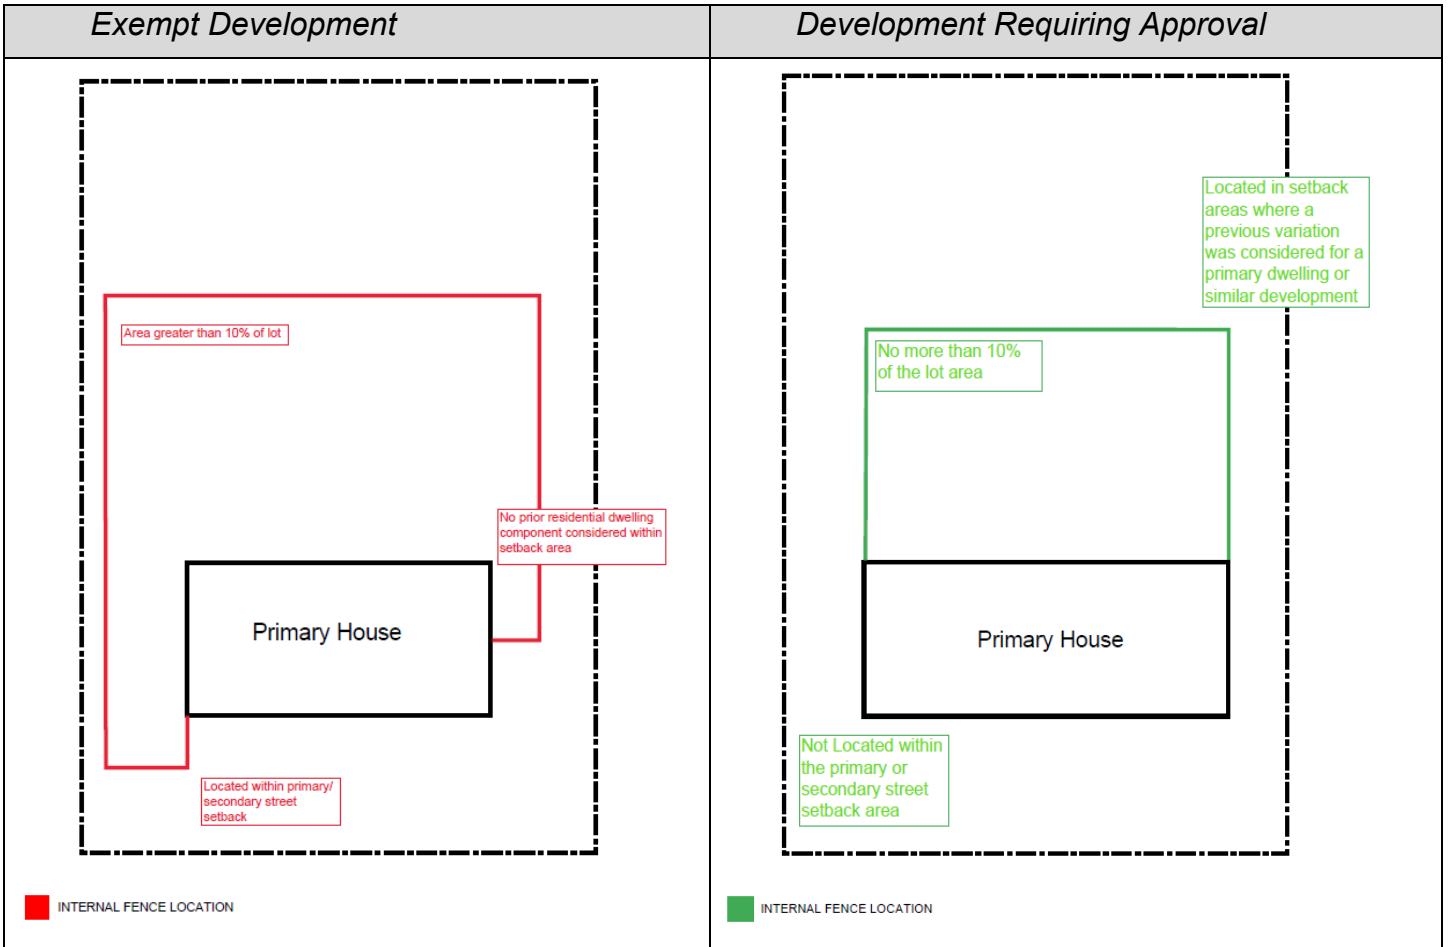 Exempt Development
Development Requiring Approval
Area greater than 10% of lot
No prior residential dwelling
component considered within
setback area
Primary House
Located within primary/
secondary street
setback
INTERNAL FENCE LOCATION
Located in setback
areas where a
previous variation
was considered for a
primary dwelling or
similar development
No more than 10%
of the lot area
Primary House
Not Located within
the primary or
secondary street
setback area
INTERNAL FENCE LOCATION